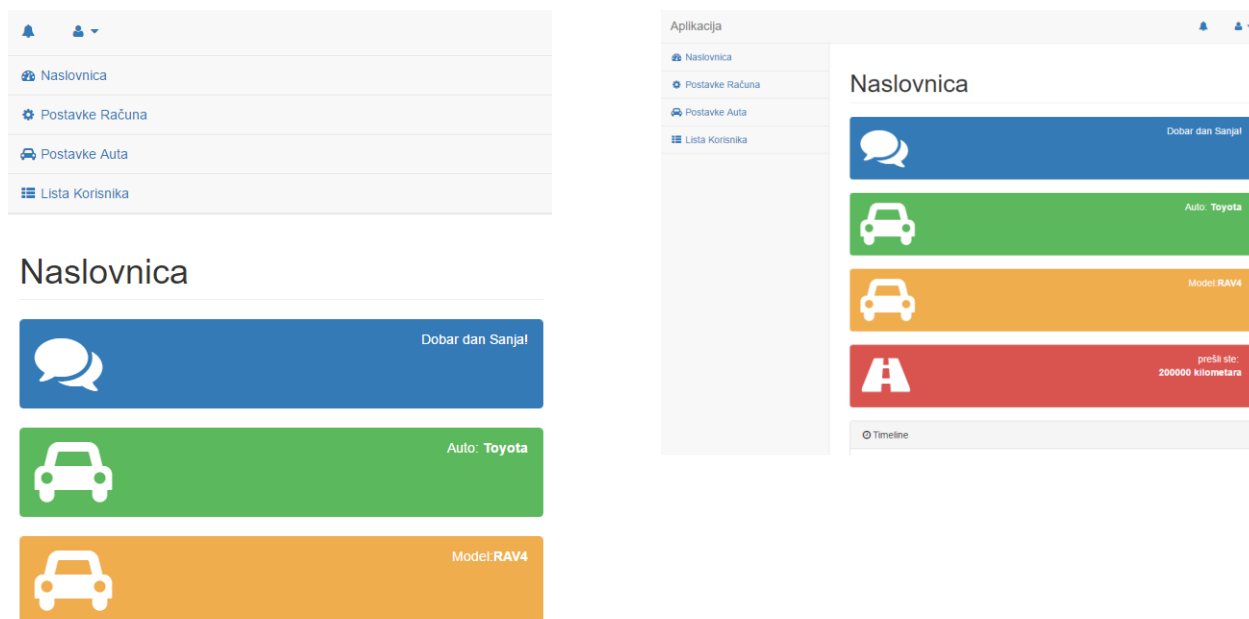 Naslovnica
Postavke Računa
Postavke Auta
Lista Korisnika
Naslovnica
Dobar dan Sanja!
Auto: Toyota
Model:RAV4
Aplikacija
Naslovnica
Postavke Računa
Postavke Auta
Lista Korisnika
Naslovnica
Dobar dan Sanja!
Auto: Toyota
Model:RAV4
prešli ste:
200000 kilometara
Timeline